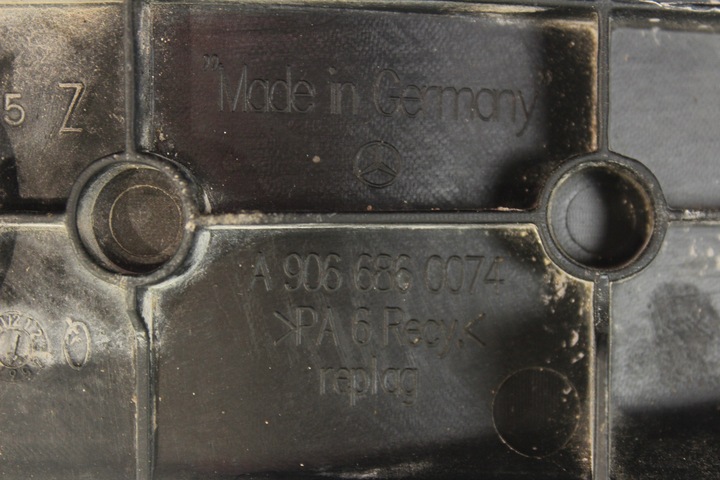 "Made in Germany"
5 Z
A 906 686 0074
>PA 6 Recy.<
replag